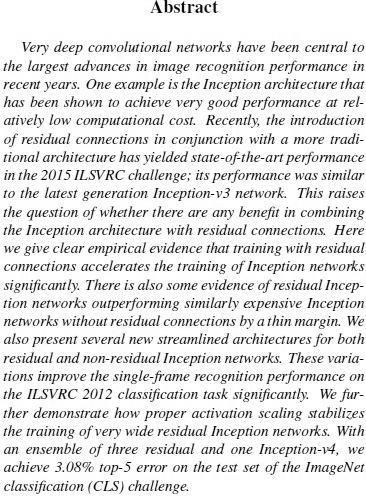 Abstract
Very deep convolutional networks have been central to
the largest advances in image recognition performance in
recent years. One example is the Inception architecture that
has been shown to achieve very good performance at rel-
atively low computational cost. Recently, the introduction
of residual connections in conjunction with a more tradi-
tional architecture has yielded state-of-the-art performance
in the 2015 ILSVRC challenge; its performance was similar
to the latest generation Inception-v3 network. This raises
the question of whether there are any benefit in combining
the Inception architecture with residual connections. Here
we give clear empirical evidence that training with residual
connections accelerates the training of Inception networks
significantly. There is also some evidence of residual Incep-
tion networks outperforming similarly expensive Inception
networks without residual connections by a thin margin. We
also present several new streamlined architectures for both
residual and non-residual Inception networks. These varia-
tions improve the single-frame recognition performance on
the ILSVRC 2012 classification task significantly. We fur-
ther demonstrate how proper activation scaling stabilizes
the training of very wide residual Inception networks. With
an ensemble of three residual and one Inception-v4, we
achieve 3.08% top-5 error on the test set of the ImageNet
classification (CLS) challenge.